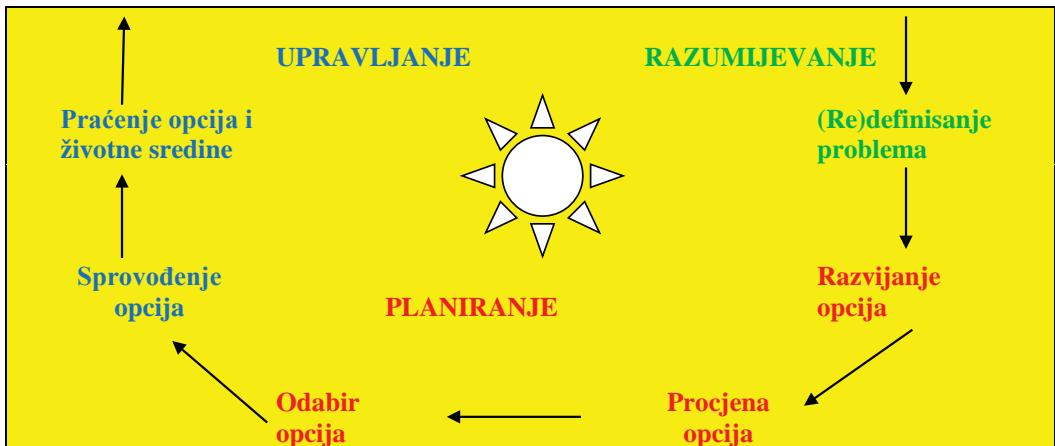 UPRAVLJANJE
RAZUMIJEVANJE
Praćenje opcija i
životne sredine
(Re)definisanje
problema
Sprovođenje
opcija
PLANIRANJE
Razvijanje
opcija
Odabir
opcija
Procjena
opcija